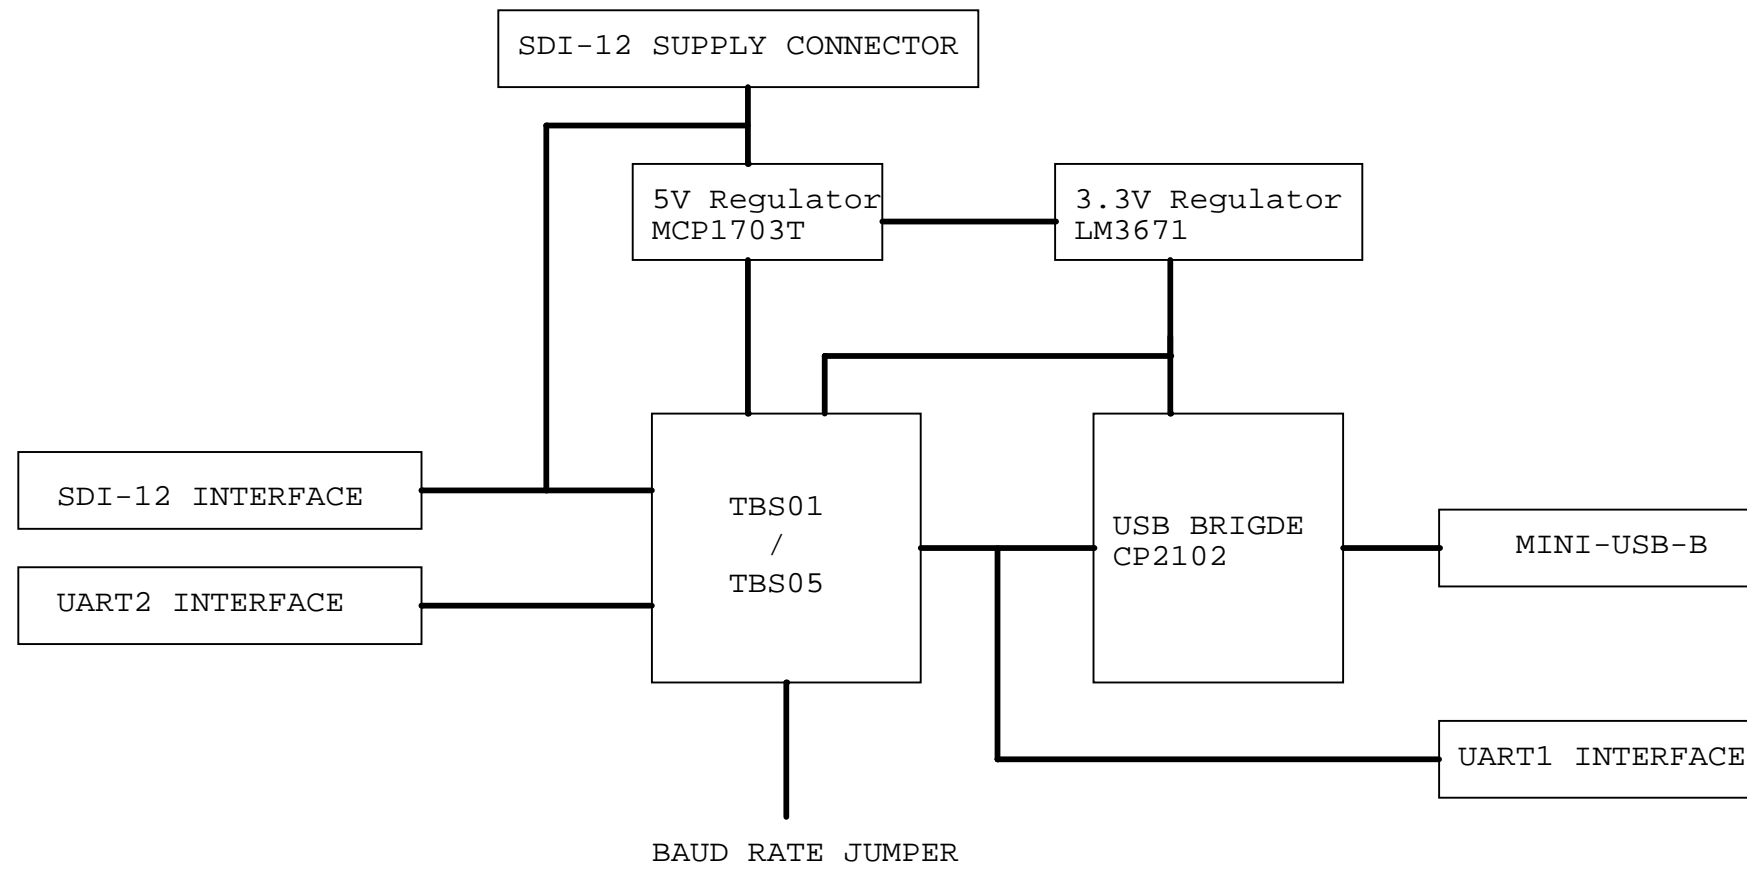 SDI-12 SUPPLY CONNECTOR
5V Regulator
MCP1703T
3.3V Regulator
LM3671
SDI-12 INTERFACE
UART2 INTERFACE
TBS01
/
TBS05
USB BRIGDE
CP2102
MINI-USB-B
UART1 INTERFACE
BAUD RATE JUMPER